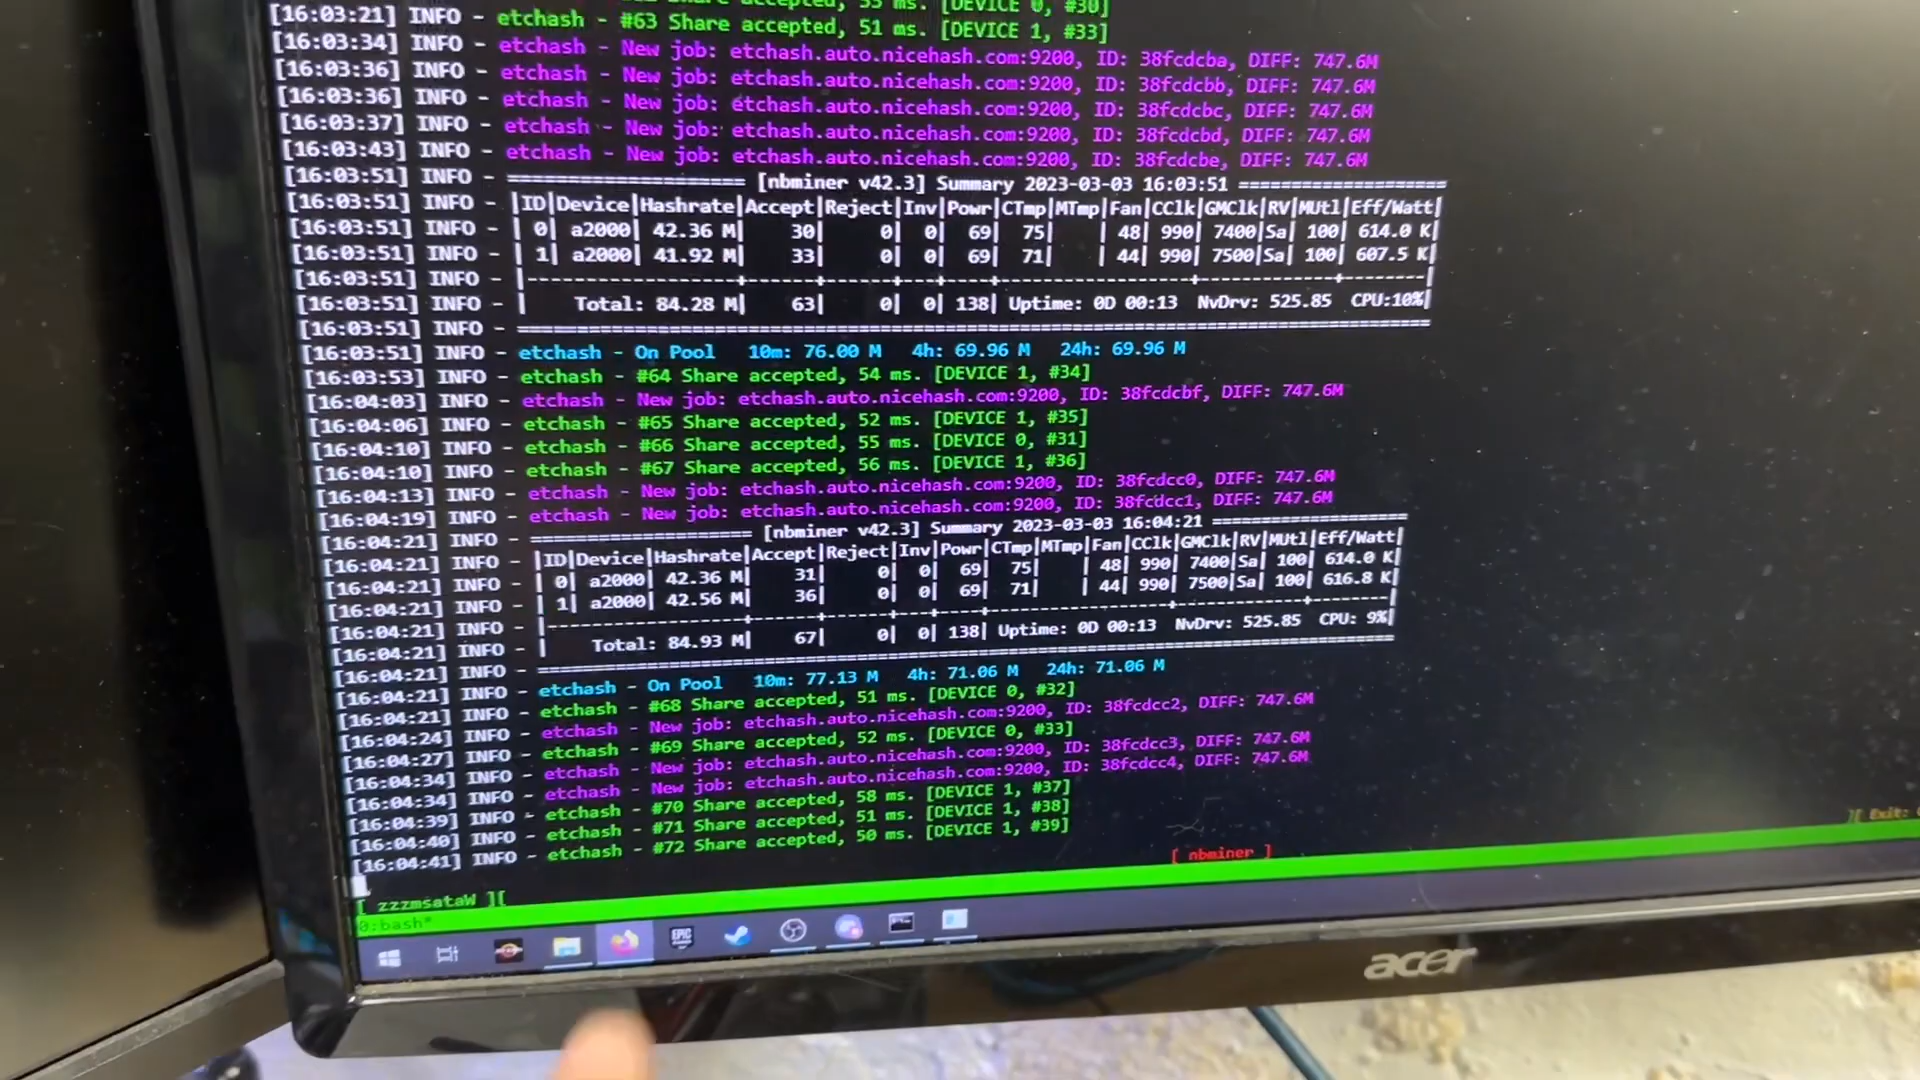 [16:03:21] INFO - etchash - #63 Share accepted, 51 ms. [DEVICE 1, #33]
[16:03:34] INFO - etchash - New job: etchash.auto.nicehash.com:9200, ID: 38fcdcba, DIFF: 747.6M
[16:03:36] INFO - etchash - New job: etchash.auto.nicehash.com:9200, ID: 38fcdcbb, DIFF: 747.6M
[16:03:36] INFO - etchash - New job: etchash.auto.nicehash.com:9200, ID: 38fcdcbc, DIFF: 747.6M
[16:03:37] INFO - etchash - New job: etchash.auto.nicehash.com:9200, ID: 38fcdcbd, DIFF: 747.6M
[16:03:43] INFO - etchash - New job: etchash.auto.nicehash.com:9200, ID: 38fcdcbe, DIFF: 747.6M
[16:03:51] INFO - ===================== [nbminer v42.3] Summary 2023-03-03 16:03:51 =====================
[16:03:51] INFO - |ID|Device|Hashrate|Accept|Reject|Inv|Powr|CTmp|MTmp|Fan|CClk|GMClk|RV|MUtl|Eff/Watt|
[16:03:51] INFO - | 0| a2000| 42.36 M| 30| 0| 0| 69| 75| | 48| 990| 7400|Sa| 100| 614.0 K|
[16:03:51] INFO - | 1| a2000| 41.92 M| 33| 0| 0| 69| 71| | 44| 990| 7500|Sa| 100| 607.5 K|
[16:03:51] INFO - |------------------+------+------+---+----+--------------------+-------------+--------|
[16:03:51] INFO - | Total: 84.28 M| 63| 0| 0| 138| Uptime: 0D 00:13 NvDrv: 525.85 CPU:10%|
[16:03:51] INFO - ====================================================================================
[16:03:51] INFO - etchash - On Pool 10m: 76.00 M 4h: 69.96 M 24h: 69.96 M
[16:03:53] INFO - etchash - #64 Share accepted, 54 ms. [DEVICE 1, #34]
[16:04:03] INFO - etchash - New job: etchash.auto.nicehash.com:9200, ID: 38fcdcbf, DIFF: 747.6M
[16:04:06] INFO - etchash - #65 Share accepted, 52 ms. [DEVICE 1, #35]
[16:04:10] INFO - etchash - #66 Share accepted, 55 ms. [DEVICE 0, #31]
[16:04:10] INFO - etchash - #67 Share accepted, 56 ms. [DEVICE 1, #36]
[16:04:13] INFO - etchash - New job: etchash.auto.nicehash.com:9200, ID: 38fcdcc0, DIFF: 747.6M
[16:04:19] INFO - etchash - New job: etchash.auto.nicehash.com:9200, ID: 38fcdcc1, DIFF: 747.6M
[16:04:21] INFO - ===================== [nbminer v42.3] Summary 2023-03-03 16:04:21 =====================
[16:04:21] INFO - |ID|Device|Hashrate|Accept|Reject|Inv|Powr|CTmp|MTmp|Fan|CClk|GMClk|RV|MUtl|Eff/Watt|
[16:04:21] INFO - | 0| a2000| 42.36 M| 31| 0| 0| 69| 75| | 48| 990| 7400|Sa| 100| 614.0 K|
[16:04:21] INFO - | 1| a2000| 42.56 M| 36| 0| 0| 69| 71| | 44| 990| 7500|Sa| 100| 616.8 K|
[16:04:21] INFO - |------------------+------+------+---+----+--------------------+-------------+--------|
[16:04:21] INFO - | Total: 84.93 M| 67| 0| 0| 138| Uptime: 0D 00:13 NvDrv: 525.85 CPU: 9%|
[16:04:21] INFO - ====================================================================================
[16:04:21] INFO - etchash - On Pool 10m: 77.13 M 4h: 71.06 M 24h: 71.06 M
[16:04:21] INFO - etchash - #68 Share accepted, 51 ms. [DEVICE 0, #32]
[16:04:24] INFO - etchash - New job: etchash.auto.nicehash.com:9200, ID: 38fcdcc2, DIFF: 747.6M
[16:04:27] INFO - etchash - #69 Share accepted, 52 ms. [DEVICE 0, #33]
[16:04:34] INFO - etchash - New job: etchash.auto.nicehash.com:9200, ID: 38fcdcc3, DIFF: 747.6M
[16:04:34] INFO - etchash - New job: etchash.auto.nicehash.com:9200, ID: 38fcdcc4, DIFF: 747.6M
[16:04:39] INFO - etchash - #70 Share accepted, 58 ms. [DEVICE 1, #37]
[16:04:40] INFO - etchash - #71 Share accepted, 51 ms. [DEVICE 1, #38]
[16:04:41] INFO - etchash - #72 Share accepted, 50 ms. [DEVICE 1, #39]
[ zzzmsataW ][ [ nbminer ] ][ Exit:
0:bash*
EPIC
acer